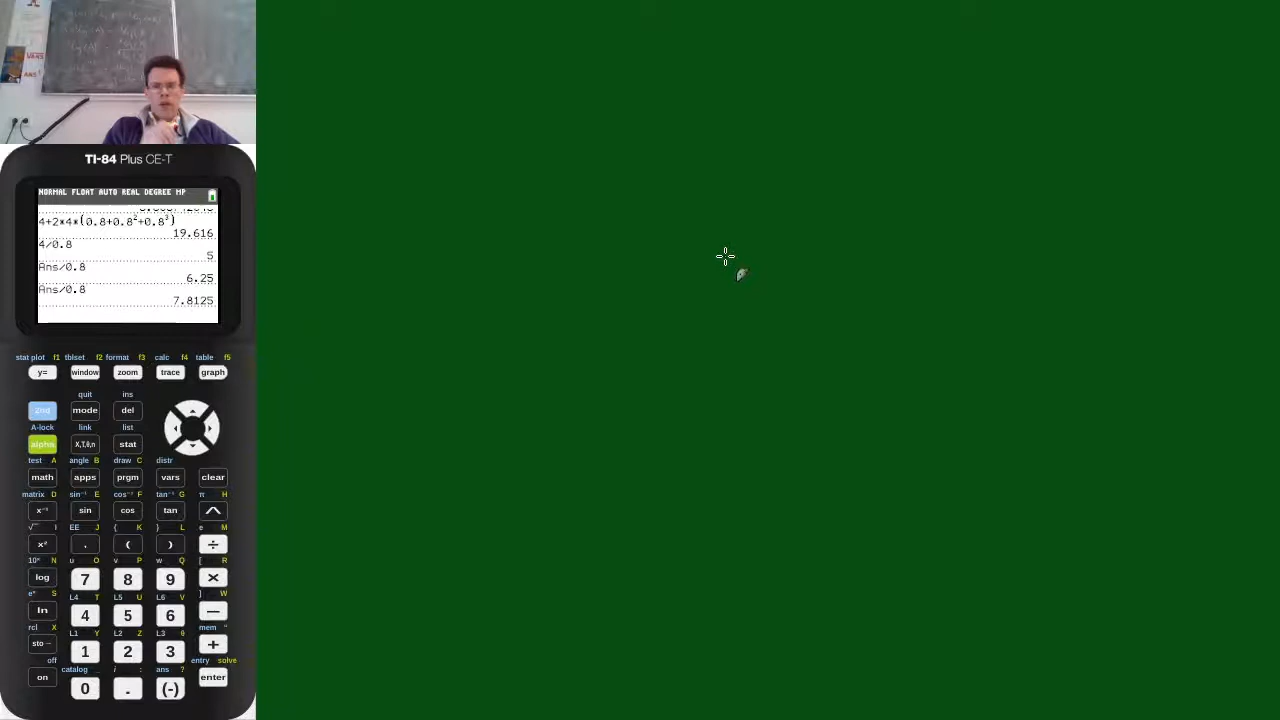 VANS
ANS!
TI-84 Plus CE-T
NORMAL FLOAT AUTO REAL DEGREE MP
4+2*4*(0.8+0.8²+0.8³)
19.616
4/0.8
5
Ans/0.8
6.25
Ans/0.8
7.8125
stat plot f1 tblset f2 format f3 calc f4 table f5
y= window zoom trace graph
quit ins
2nd mode del
A-lock link list
alpha X,T,θ,n stat
test A angle B draw C distr
math apps prgm vars clear
matrix D sin⁻¹ E cos⁻¹ F tan⁻¹ G π H
x⁻¹ sin cos tan ^
√ I EE J { K } L e M
x² , ( ) ÷
10ˣ N u O v P w Q [ R
log 7 8 9 ×
eˣ S L4 T L5 U L6 V ] W
ln 4 5 6 —
rcl X L1 Y L2 Z L3 θ mem "
sto→ 1 2 3 +
off catalog i : ans ? entry solve
on 0 . (-) enter